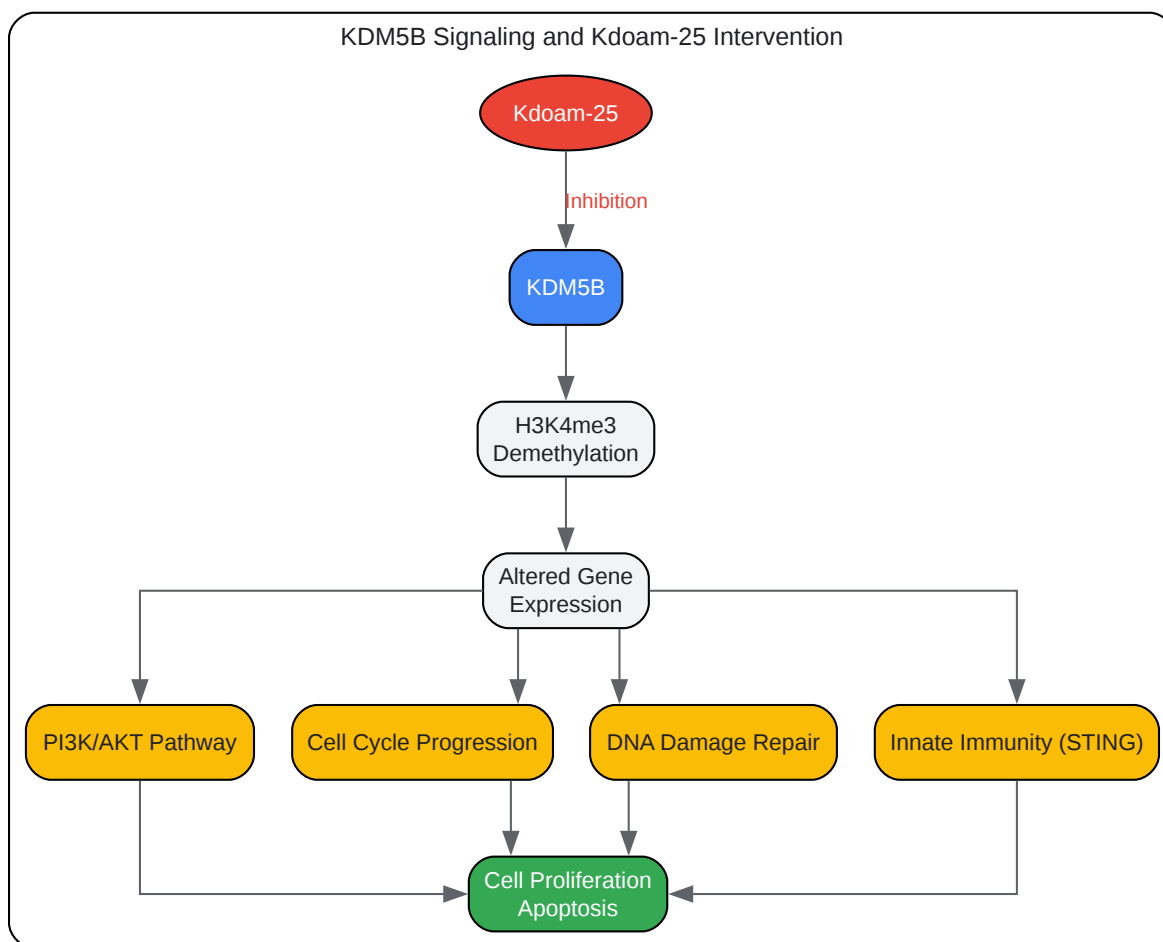 KDM5B Signaling and Kdoam-25 Intervention
Kdoam-25
Inhibition
KDM5B
H3K4me3
Demethylation
Altered Gene
Expression
PI3K/AKT Pathway
Cell Cycle Progression
DNA Damage Repair
Innate Immunity (STING)
Cell Proliferation
Apoptosis